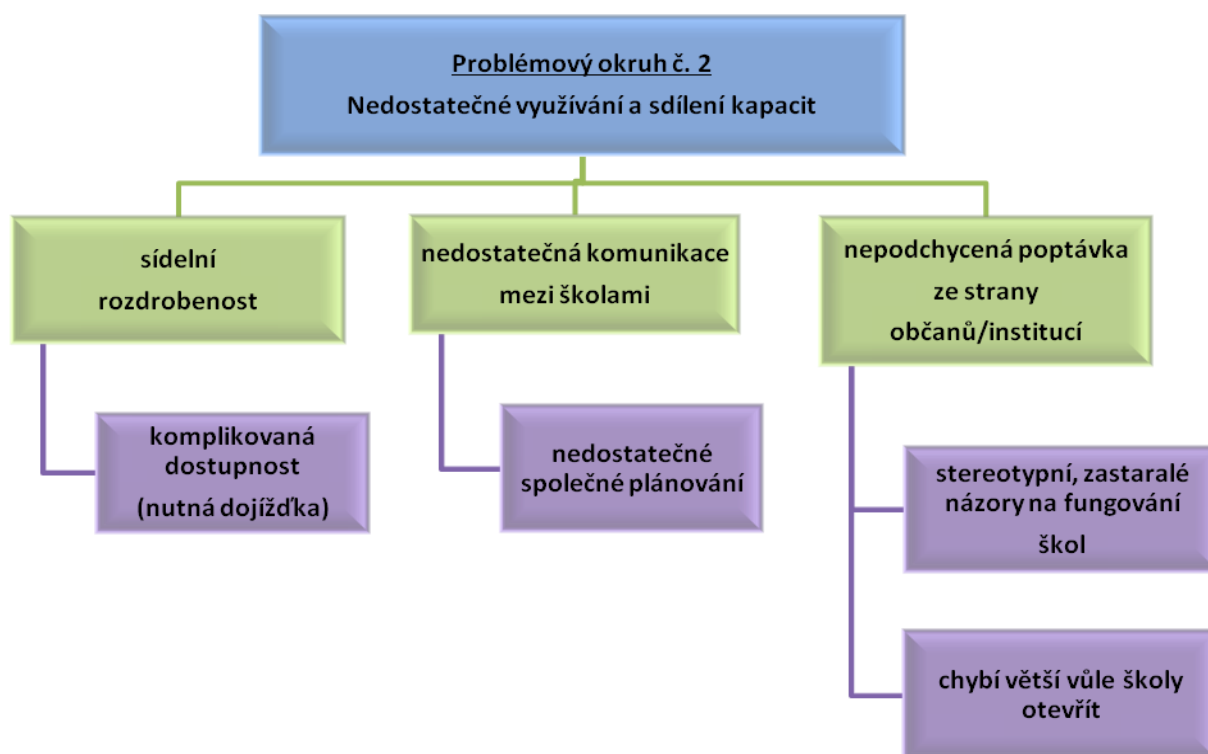 Problémový okruh č. 2
Nedostatečné využívání a sdílení kapacit
sídelní
rozdrobenost
nedostatečná komunikace
mezi školami
nepodchycená poptávka
ze strany
občanů/institucí
komplikovaná
dostupnost
(nutná dojížďka)
nedostatečné
společné plánování
stereotypní, zastaralé
názory na fungování
škol
chybí větší vůle školy
otevřít